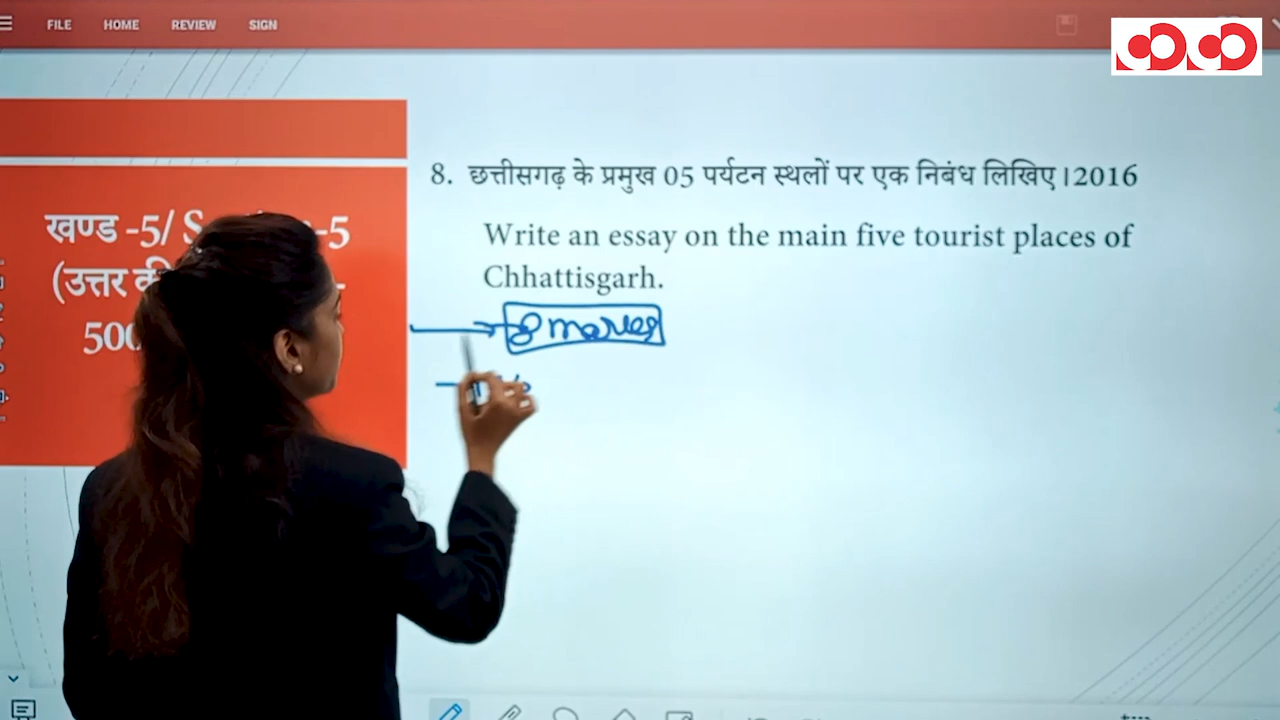 FILE HOME REVIEW SIGN
खण्ड -5/ S -5
(उत्तर
500
8. छत्तीसगढ़ के प्रमुख 05 पर्यटन स्थलों पर एक निबंध लिखिए।2016
Write an essay on the main five tourist places of
Chhattisgarh.
8 marks